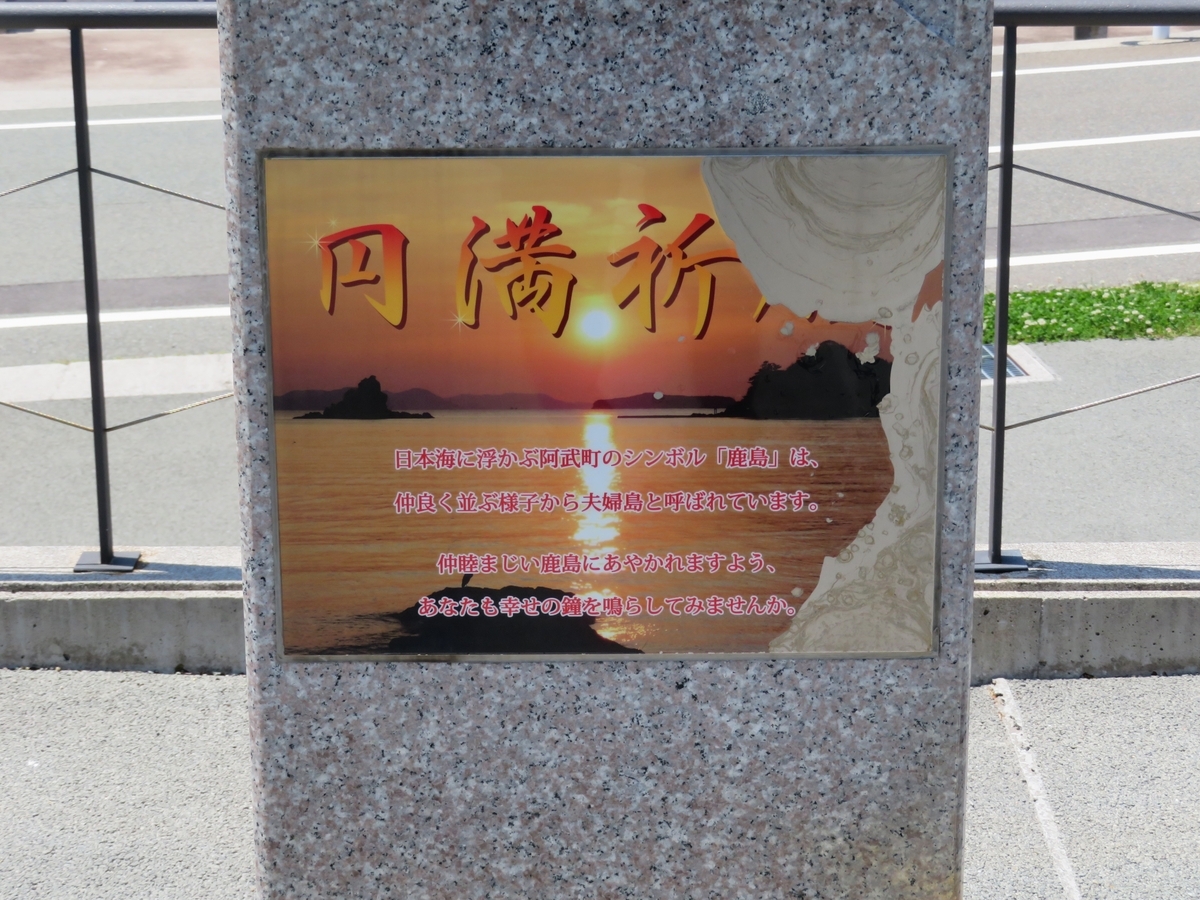 円満祈
日本海に浮かぶ阿武町のシンボル「鹿島」は、
仲良く並ぶ様子から夫婦島と呼ばれています。
仲睦まじい鹿島にあやかれますよう、
あなたも幸せの鐘を鳴らしてみませんか。